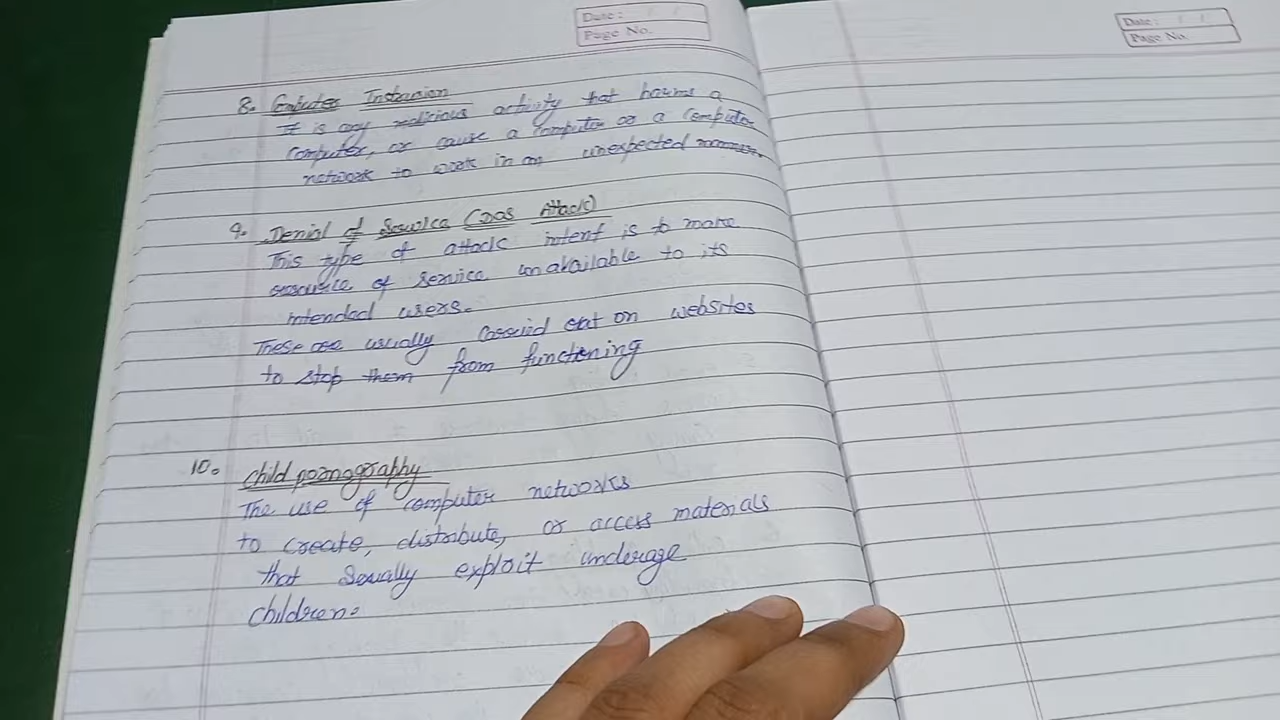 Date :
Page No.
Date :
Page No.
8. Computer Instrusion
It is any malicious activity that harms a
computer, or cause a computer or a computer
network to work in an unexpected manner.
9. Denial of Service (DOS Attack)
This type of attack intent is to make
resource of service unavailable to its
intended users.
These are usually carried out on websites
to stop them from functioning
10. Child pornography
The use of computer networks
to create, distribute, or access materials
that sexually exploit underage
children.